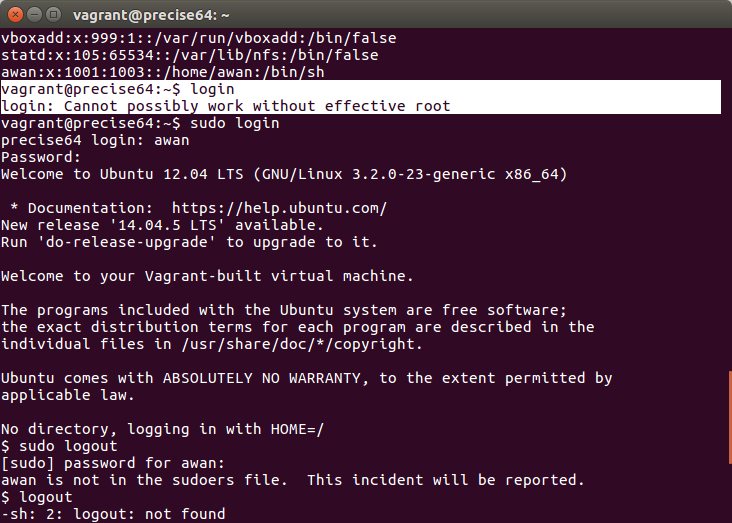 vagrant@precise64: ~
vboxadd:x:999:1::/var/run/vboxadd:/bin/false
statd:x:105:65534::/var/lib/nfs:/bin/false
awan:x:1001:1003::/home/awan:/bin/sh
vagrant@precise64:~$ login
login: Cannot possibly work without effective root
vagrant@precise64:~$ sudo login
precise64 login: awan
Password:
Welcome to Ubuntu 12.04 LTS (GNU/Linux 3.2.0-23-generic x86_64)
* Documentation:  https://help.ubuntu.com/
New release '14.04.5 LTS' available.
Run 'do-release-upgrade' to upgrade to it.
Welcome to your Vagrant-built virtual machine.
The programs included with the Ubuntu system are free software;
the exact distribution terms for each program are described in the
individual files in /usr/share/doc/*/copyright.
Ubuntu comes with ABSOLUTELY NO WARRANTY, to the extent permitted by
applicable law.
No directory, logging in with HOME=/
$ sudo logout
[sudo] password for awan:
awan is not in the sudoers file.  This incident will be reported.
$ logout
-sh: 2: logout: not found